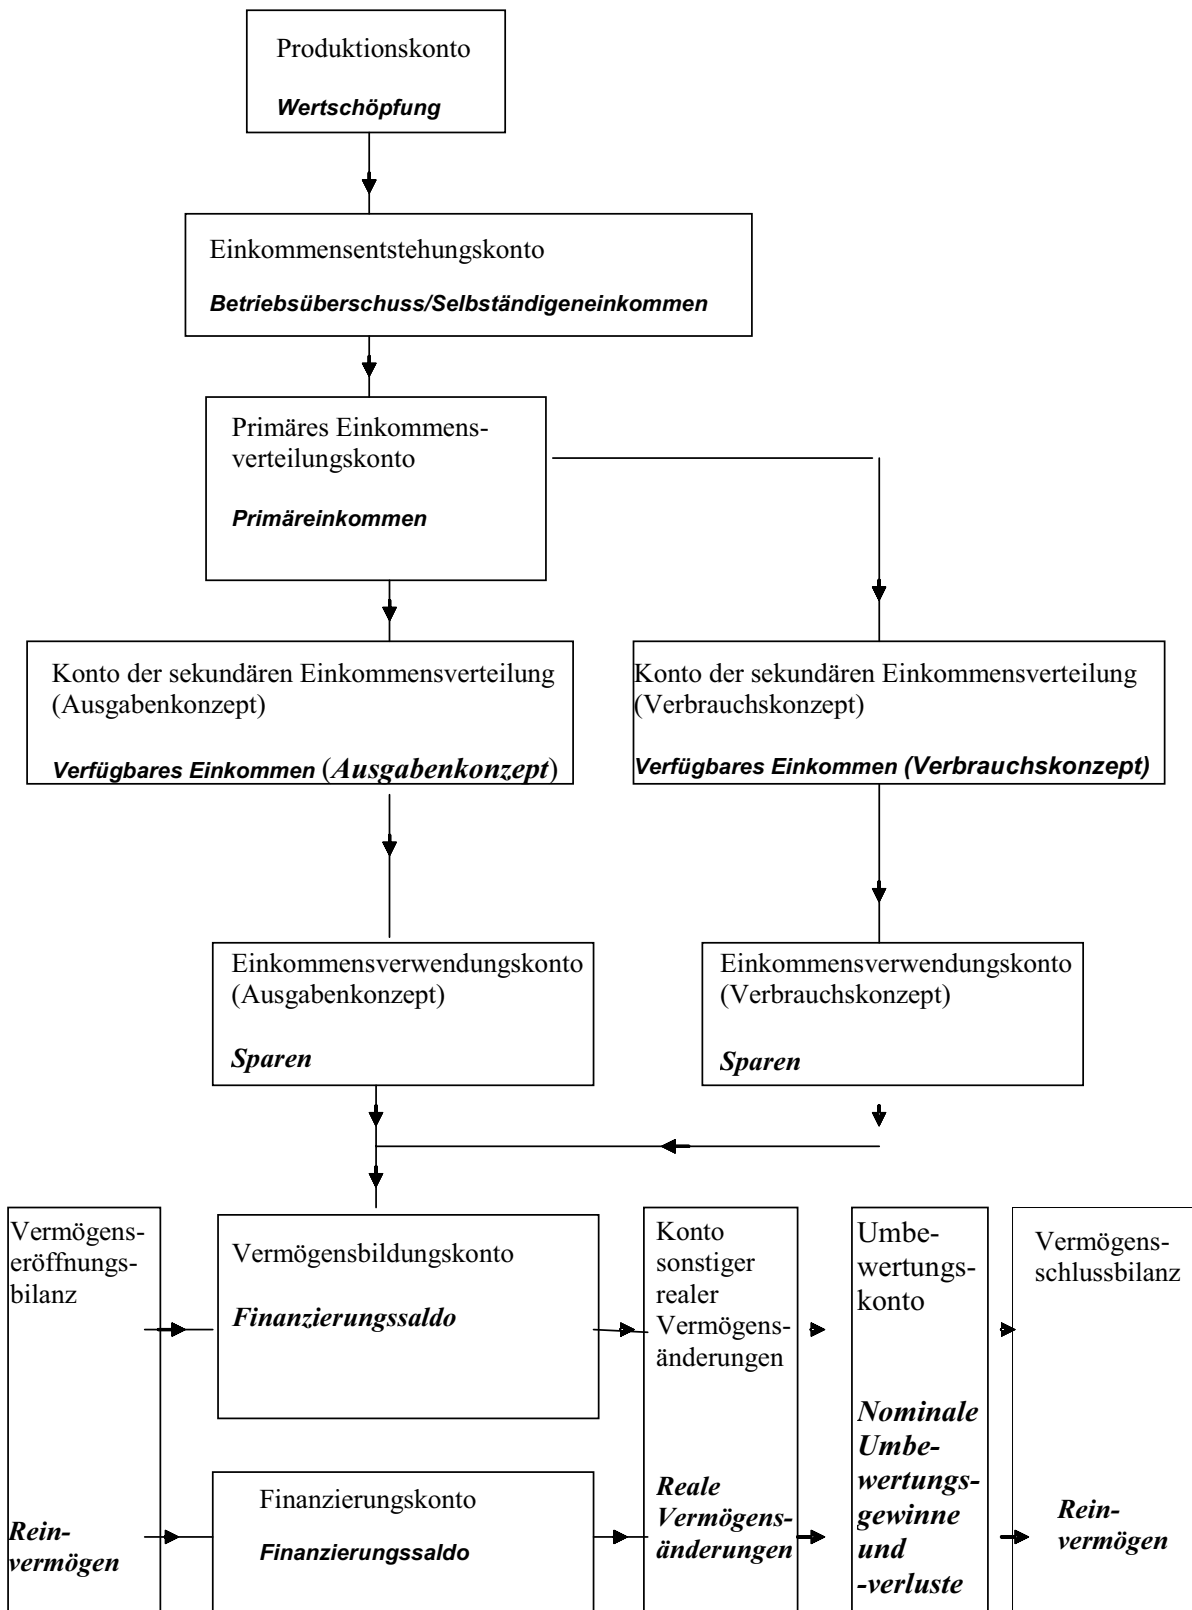 Produktionskonto
Wertschöpfung
Einkommensentstehungskonto
Betriebsüberschuss/Selbständigeneinkommen
Primäres Einkommens-
verteilungskonto
Primäreinkommen
Konto der sekundären Einkommensverteilung
(Ausgabenkonzept)
Verfügbares Einkommen (Ausgabenkonzept)
Konto der sekundären Einkommensverteilung
(Verbrauchskonzept)
Verfügbares Einkommen (Verbrauchskonzept)
Einkommensverwendungskonto
(Ausgabenkonzept)
Sparen
Einkommensverwendungskonto
(Verbrauchskonzept)
Sparen
Vermögens-
eröffnungs-
bilanz
Rein-
vermögen
Vermögensbildungskonto
Finanzierungssaldo
Finanzierungskonto
Finanzierungssaldo
Konto
sonstiger
realer
Vermögens-
änderungen
Reale
Vermögens-
änderungen
Umbe-
wertungs-
konto
Nominale
Umbe-
wertungs-
gewinne
und
-verluste
Vermögens-
schlussbilanz
Rein-
vermögen